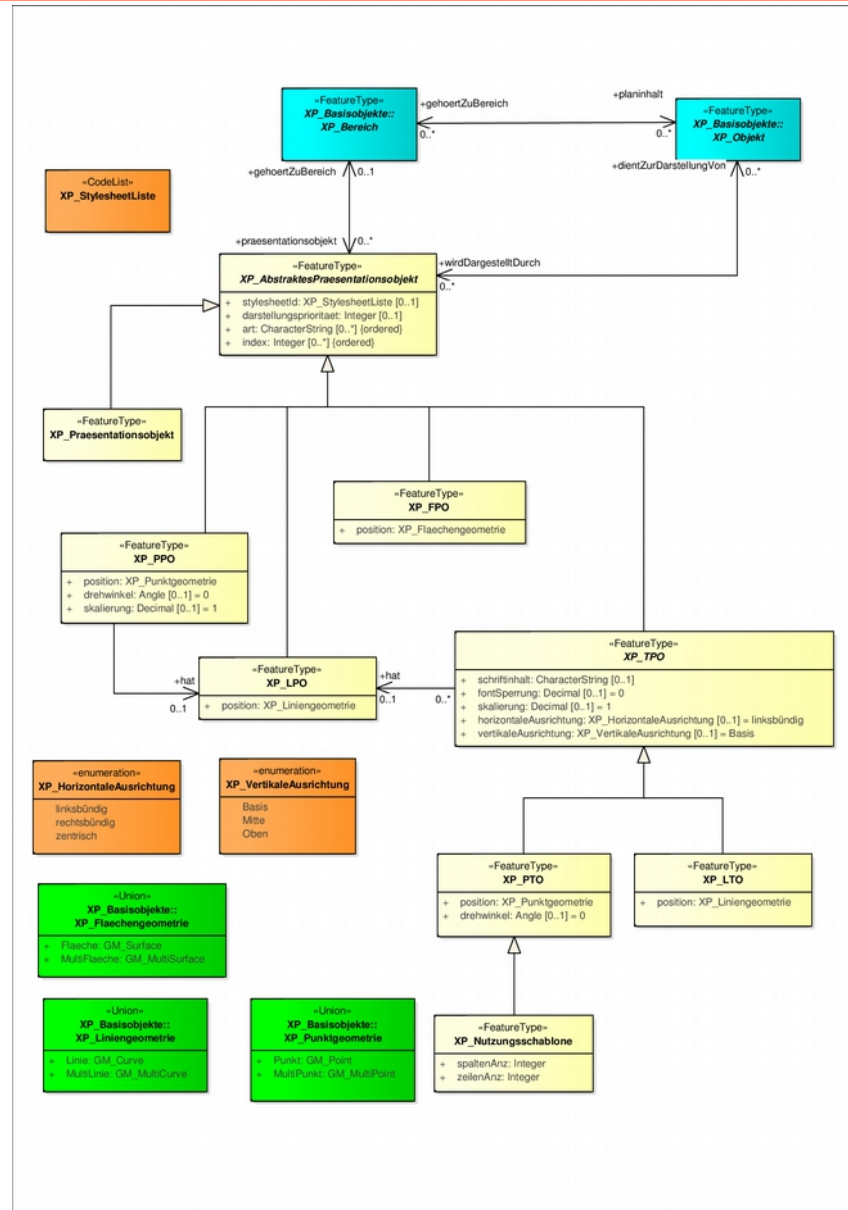 «FeatureType»
XP_Basisobjekte::
XP_Bereich
+gehoertZuBereich
0..*
+planinhalt
0..*
«FeatureType»
XP_Basisobjekte::
XP_Objekt
+gehoertZuBereich
0..1
+dientZurDarstellungVon
0..*
«CodeList»
XP_StylesheetListe
+praesentationsobjekt
0..*
+wirdDargestelltDurch
0..*
«FeatureType»
XP_AbstraktesPraesentationsobjekt
+ stylesheetId: XP_StylesheetListe [0..1]
+ darstellungsprioritaet: Integer [0..1]
+ art: CharacterString [0..*] {ordered}
+ index: Integer [0..*] {ordered}
«FeatureType»
XP_Praesentationsobjekt
«FeatureType»
XP_FPO
+ position: XP_Flaechengeometrie
«FeatureType»
XP_PPO
+ position: XP_Punktgeometrie
+ drehwinkel: Angle [0..1] = 0
+ skalierung: Decimal [0..1] = 1
+hat
0..1
«FeatureType»
XP_LPO
+ position: XP_Liniengeometrie
+hat
0..1
0..*
«FeatureType»
XP_TPO
+ schriftinhalt: CharacterString [0..1]
+ fontSperrung: Decimal [0..1] = 0
+ skalierung: Decimal [0..1] = 1
+ horizontaleAusrichtung: XP_HorizontaleAusrichtung [0..1] = linksbündig
+ vertikaleAusrichtung: XP_VertikaleAusrichtung [0..1] = Basis
«enumeration»
XP_HorizontaleAusrichtung
linksbündig
rechtsbündig
zentrisch
«enumeration»
XP_VertikaleAusrichtung
Basis
Mitte
Oben
«FeatureType»
XP_PTO
+ position: XP_Punktgeometrie
+ drehwinkel: Angle [0..1] = 0
«FeatureType»
XP_LTO
+ position: XP_Liniengeometrie
«Union»
XP_Basisobjekte::
XP_Flaechengeometrie
+ Flaeche: GM_Surface
+ MultiFlaeche: GM_MultiSurface
«Union»
XP_Basisobjekte::
XP_Liniengeometrie
+ Linie: GM_Curve
+ MultiLinie: GM_MultiCurve
«Union»
XP_Basisobjekte::
XP_Punktgeometrie
+ Punkt: GM_Point
+ MultiPunkt: GM_MultiPoint
«FeatureType»
XP_Nutzungsschablone
+ spaltenAnz: Integer
+ zeilenAnz: Integer